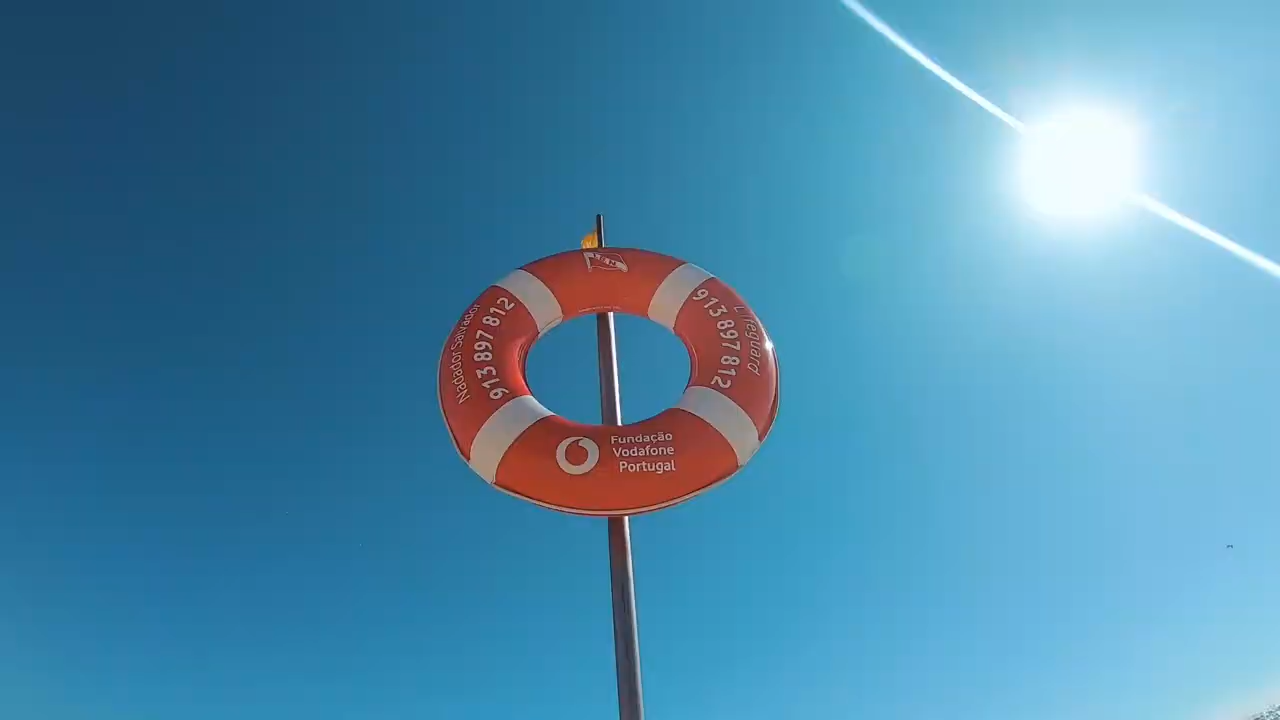 Nadador Salvador
913 897 812
Lifeguard
913 897 812
Fundação
Vodafone
Portugal